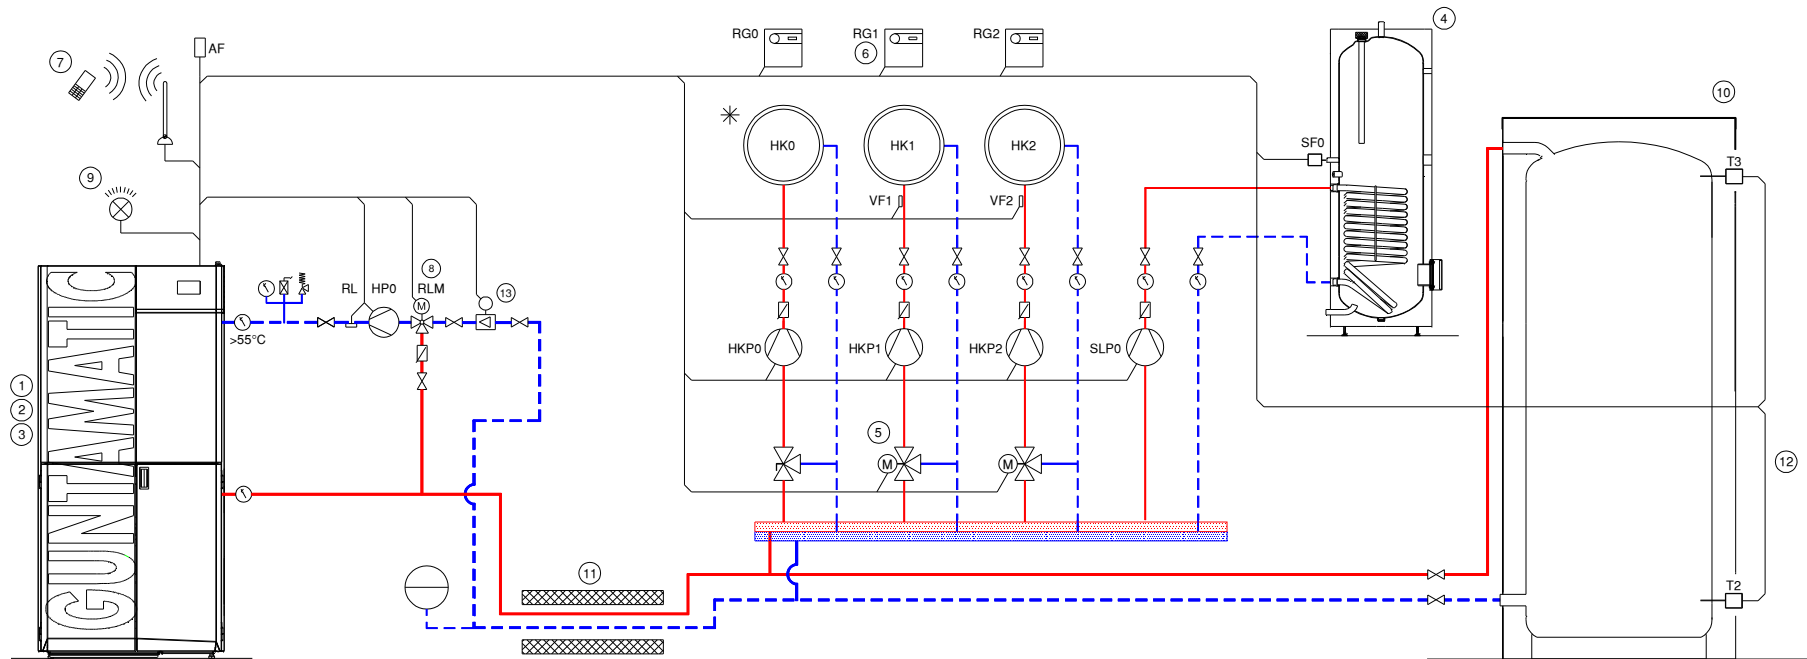 RG0
RG1
RG2
4
AF
7
6
10
HK0
HK1
HK2
SF0
T3
9
VF1
VF2
8
RL
HP0
RLM
M
13
>55°C
HKP0
HKP1
HKP2
SLP0
1
2
3
GUNTAMATIC
5
M
M
12
11
T2